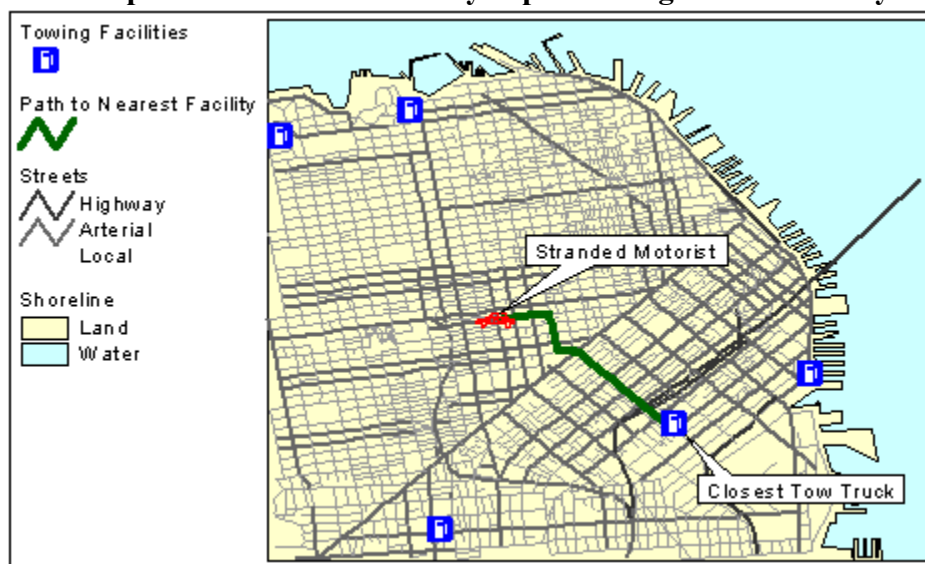 Towing Facilities
Path to Nearest Facility
Streets
Highway
Arterial
Local
Shoreline
Land
Water
Stranded Motorist
Closest Tow Truck